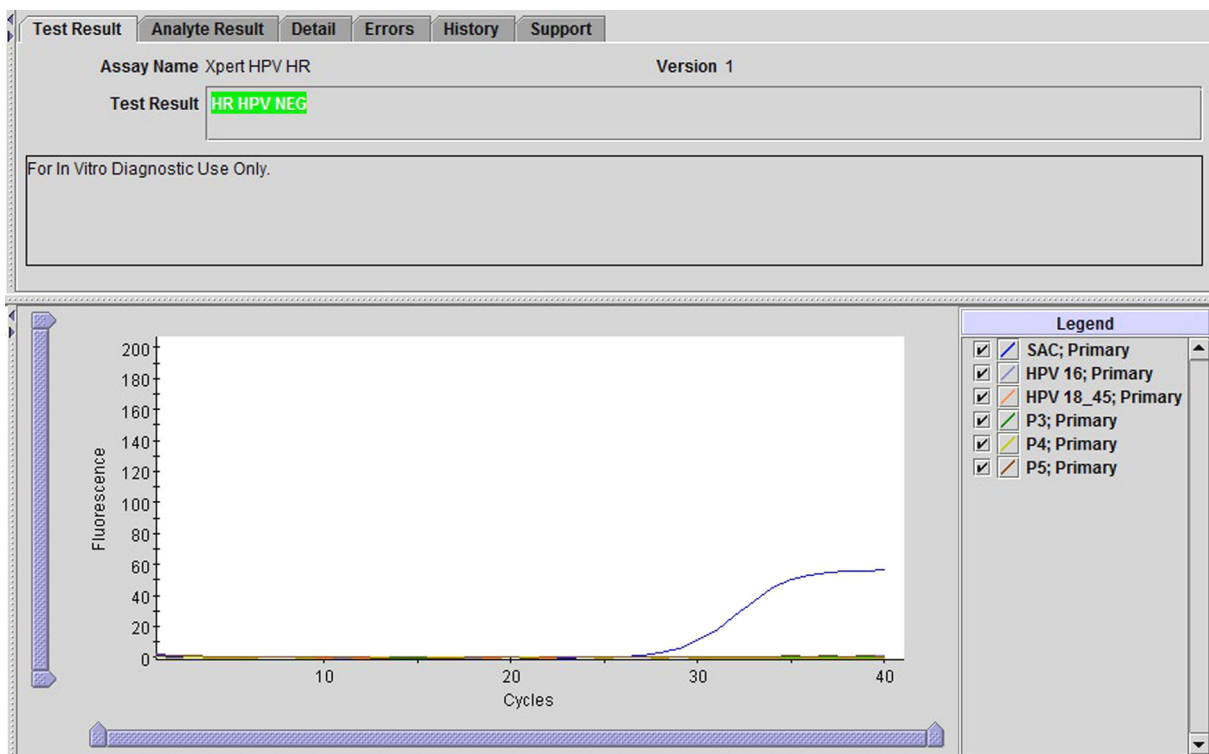 Test Result Analyte Result Detail Errors History Support
Assay Name Xpert HPV HR Version 1
Test Result HR HPV NEG
For In Vitro Diagnostic Use Only.
200
180
160
140
120
100
80
60
40
20
0
Fluorescence
10 20 30 40
Cycles
Legend
SAC; Primary
HPV 16; Primary
HPV 18_45; Primary
P3; Primary
P4; Primary
P5; Primary